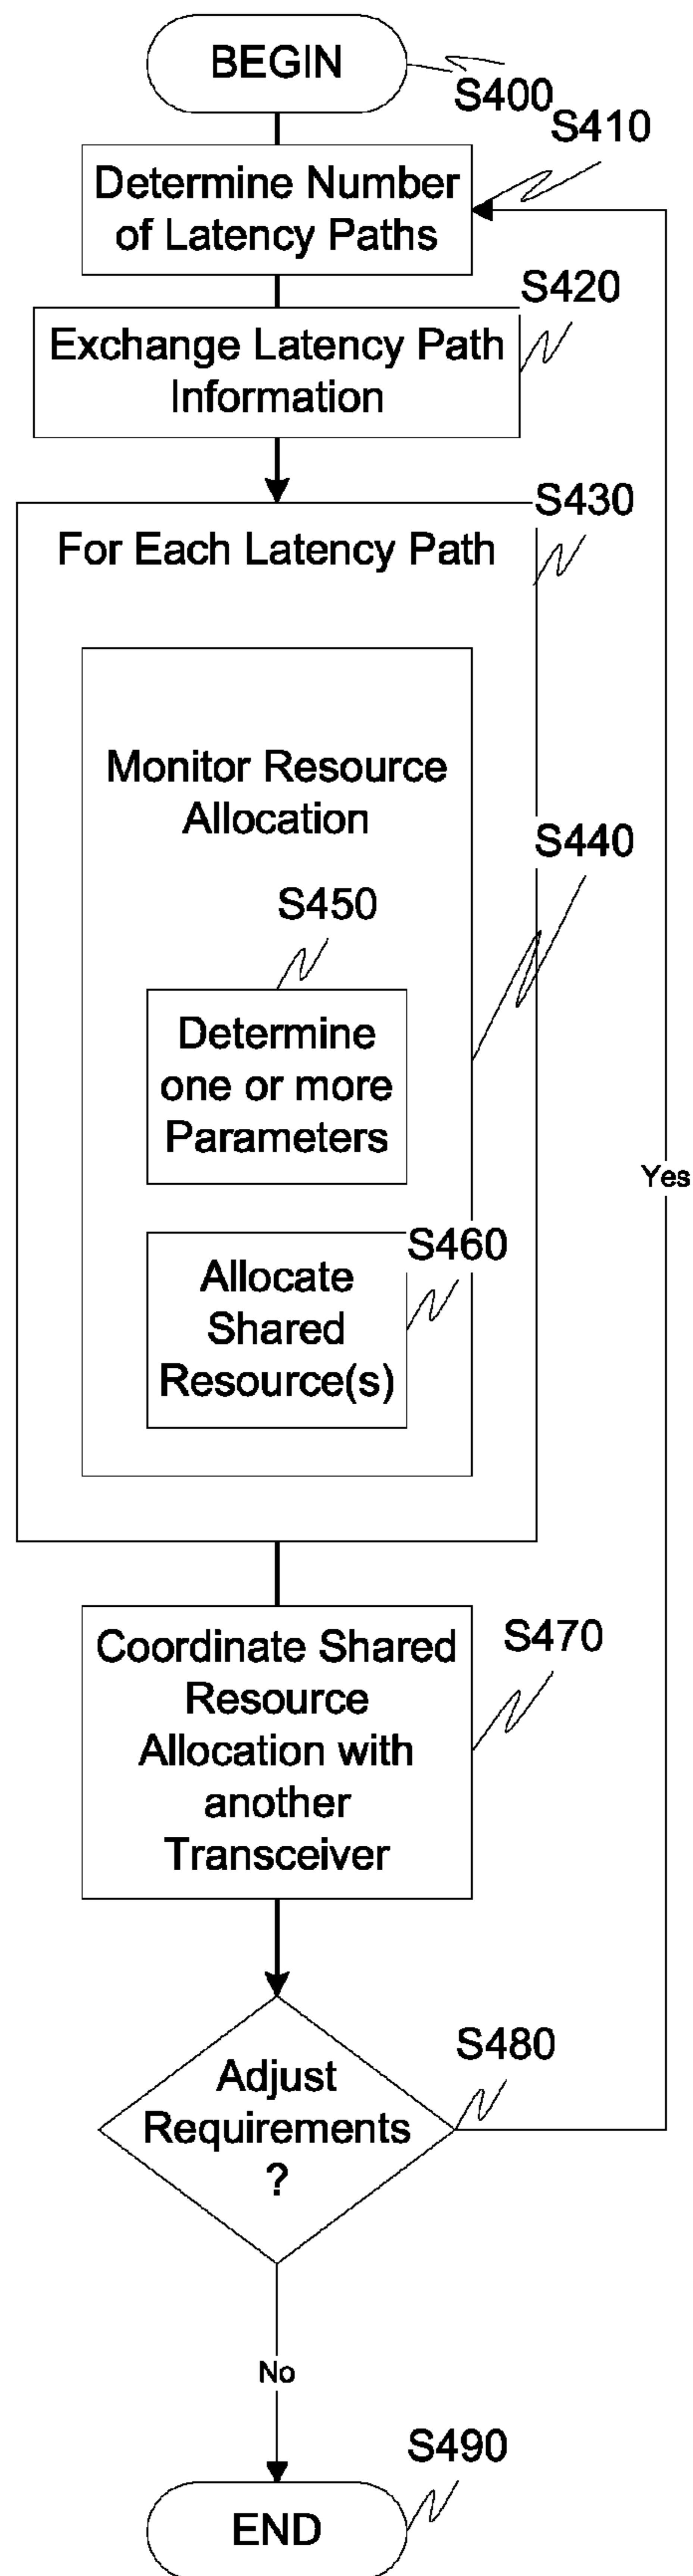 BEGIN
S400
S410
Determine Number
of Latency Paths
S420
Exchange Latency Path
Information
S430
For Each Latency Path
Monitor Resource
Allocation
S440
S450
Determine
one or more
Parameters
Yes
S460
Allocate
Shared
Resource(s)
Coordinate Shared
Resource
Allocation with
another
Transceiver
S470
S480
Adjust
Requirements
?
No
S490
END